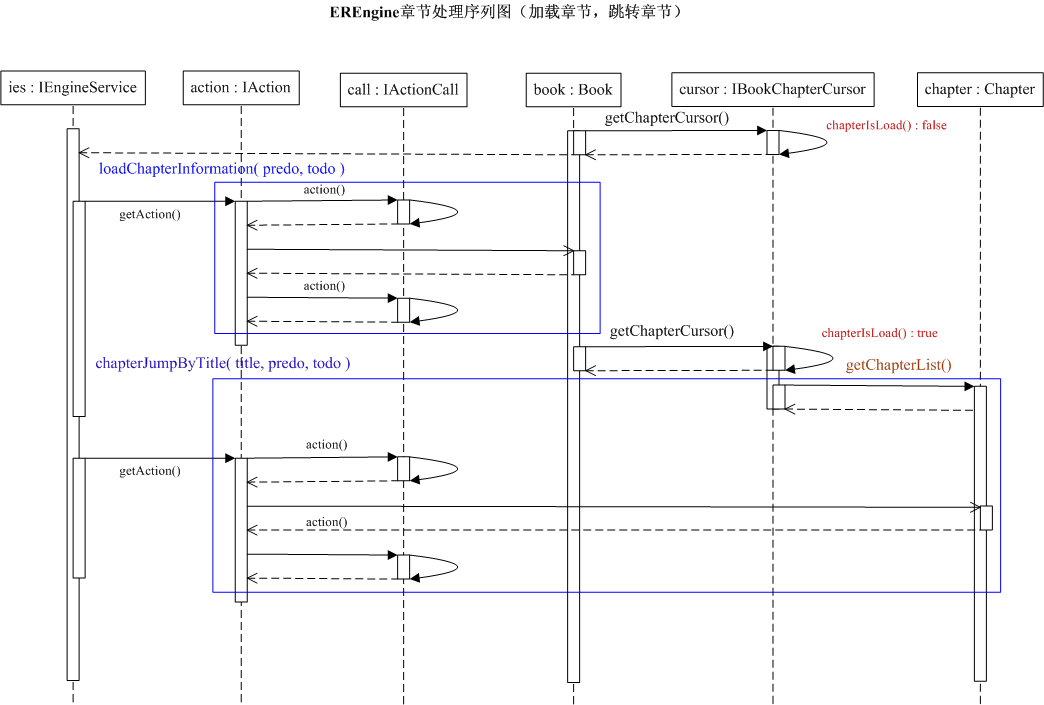 EREngine章节处理序列图（加载章节，跳转章节）
ies : IEngineService
action : IAction
call : IActionCall
book : Book
cursor : IBookChapterCursor
chapter : Chapter
getChapterCursor()
chapterIsLoad() : false
loadChapterInformation( predo, todo )
action()
getAction()
action()
getChapterCursor()
chapterIsLoad() : true
chapterJumpByTitle( title, predo, todo )
getChapterList()
action()
getAction()
action()